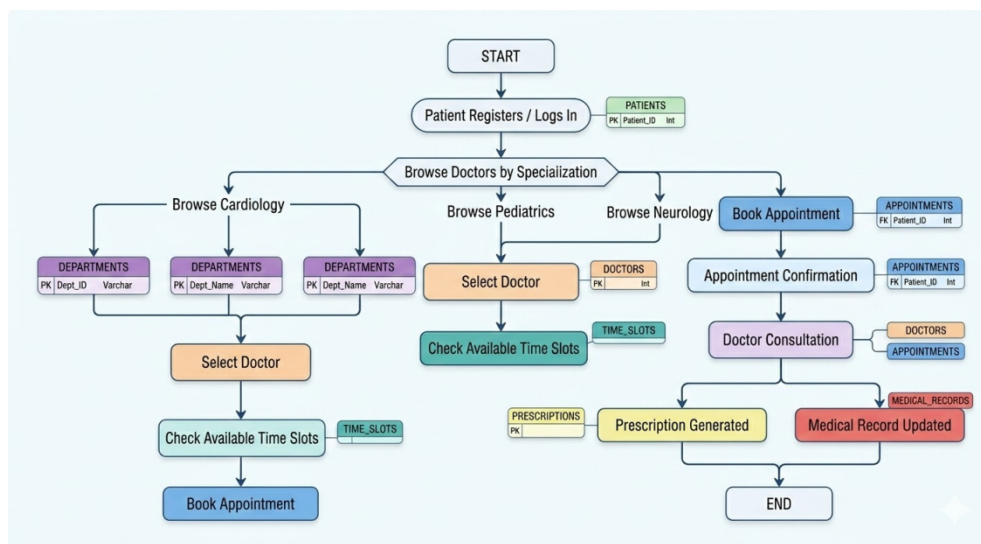 START
Patient Registers / Logs In
PATIENTS
PK Patient_ID Int
Browse Doctors by Specialization
Browse Cardiology
Browse Pediatrics
Browse Neurology
Book Appointment
APPOINTMENTS
FK Patient_ID Int
DEPARTMENTS
PK Dept_ID Varchar
DEPARTMENTS
PK Dept_Name Varchar
DEPARTMENTS
PK Dept_Name Varchar
Select Doctor
DOCTORS
PK Int
Appointment Confirmation
APPOINTMENTS
FK Patient_ID Int
Select Doctor
Check Available Time Slots
TIME_SLOTS
Doctor Consultation
DOCTORS
APPOINTMENTS
Check Available Time Slots
TIME_SLOTS
PRESCRIPTIONS
PK
Prescription Generated
MEDICAL_RECORDS
Medical Record Updated
Book Appointment
END